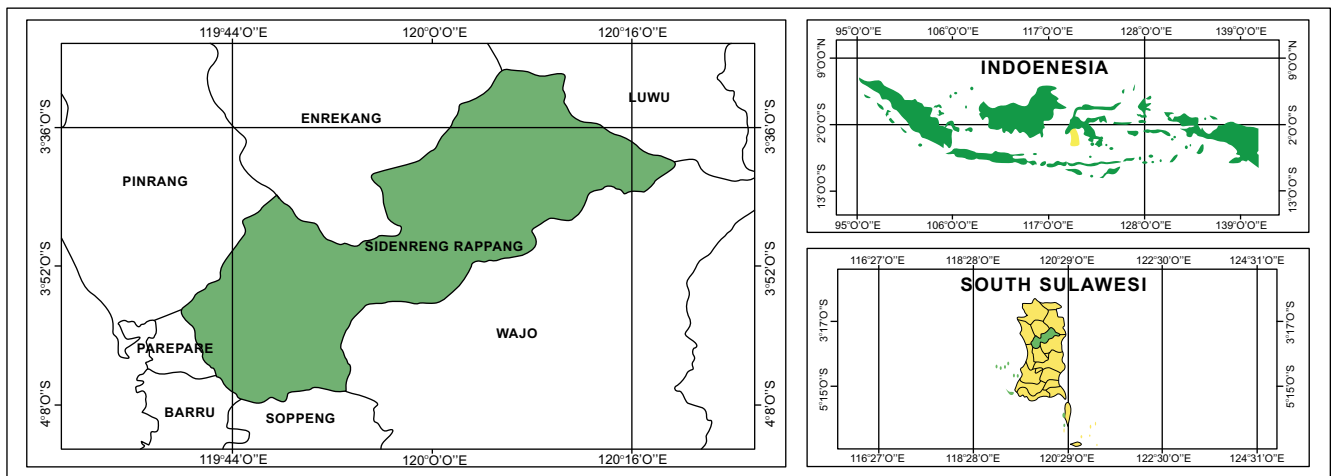 119°44'O"E 120°O'O"E 120°16'O"E
3°36'O"S
3°52'O"S
4°8'O"S
LUWU
ENREKANG
PINRANG
SIDENRENG RAPPANG
WAJO
PAREPARE
BARRU
SOPPENG
3°36'O"S
3°52'O"S
4°8'O"S
119°44'O"E 120°O'O"E 120°16'O"E
95°O'O"E 106°O'O"E 117°O'O"E 128°O'O"E 139°O'O"E
9°O'O"N
2°O'O"S
13°O'O"S
INDOENESIA
9°O'O"N
2°O'O"S
13°O'O"S
95°O'O"E 106°O'O"E 117°O'O"E 128°O'O"E 139°O'O"E
116°27'O"E 118°28'O"E 120°29'O"E 122°30'O"E 124°31'O"E
SOUTH SULAWESI
3°17'O"S
5°15'O"S
3°17'O"S
5°15'O"S
116°27'O"E 118°28'O"E 120°29'O"E 122°30'O"E 124°31'O"E